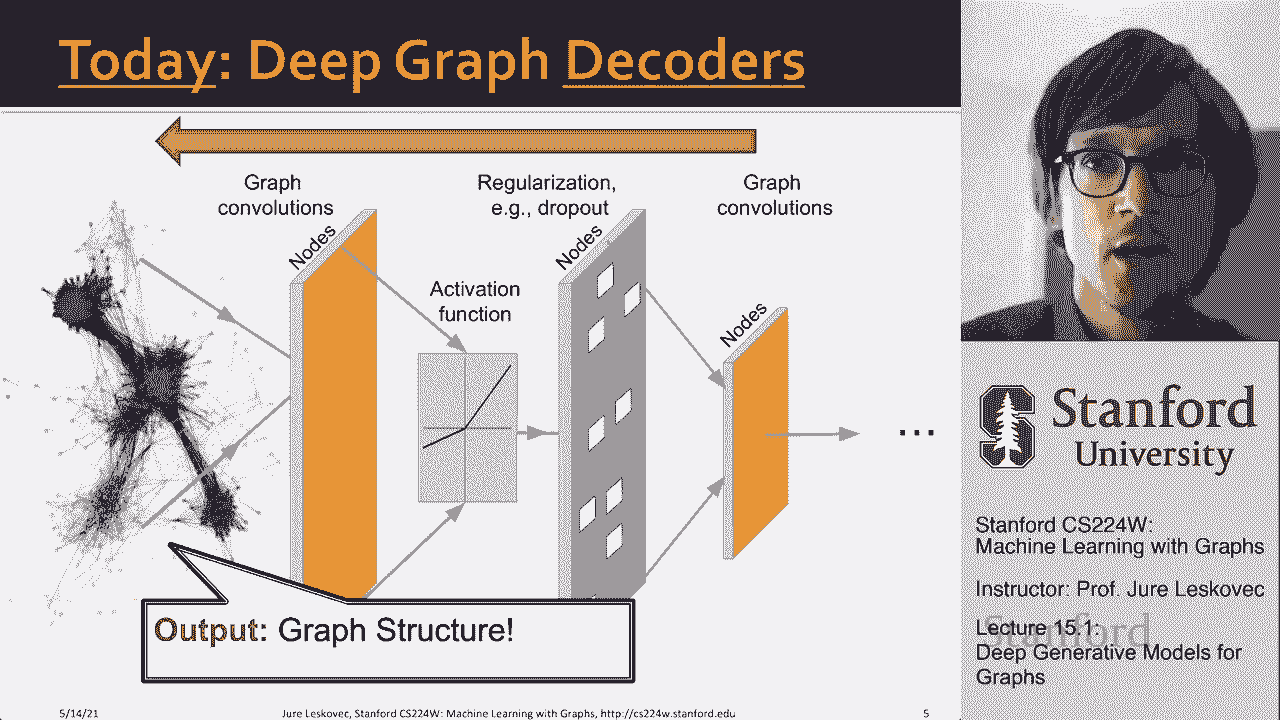 Today: Deep Graph Decoders
Graph
convolutions
Regularization,
e.g., dropout
Graph
convolutions
Nodes
Nodes
Activation
function
Nodes
...
Output: Graph Structure!
5/14/21
Jure Leskovec, Stanford CS224W: Machine Learning with Graphs, http://cs224w.stanford.edu
5
S
Stanford
University
Stanford CS224W:
Machine Learning with Graphs
Instructor: Prof. Jure Leskovec
Lecture 15.1:
Deep Generative Models for
Graphs
Stanford